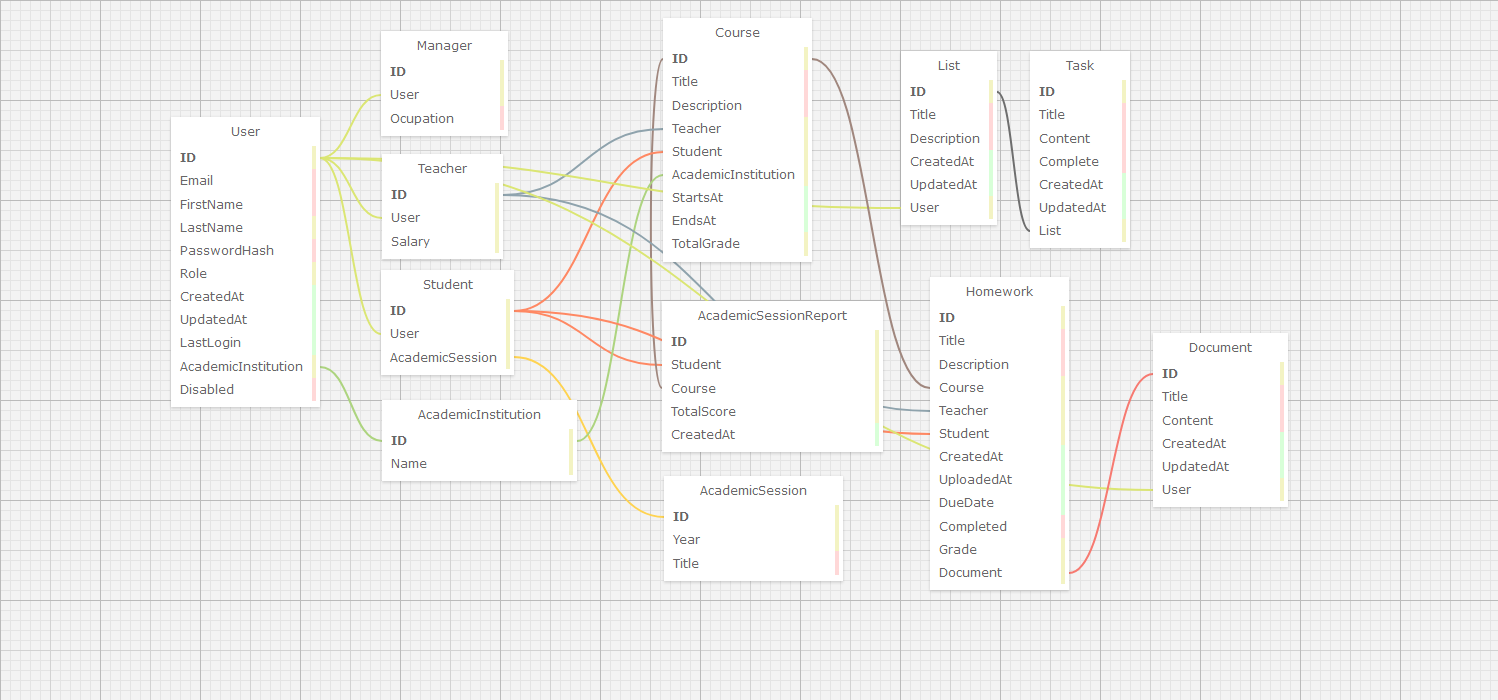 User
ID
Email
FirstName
LastName
PasswordHash
Role
CreatedAt
UpdatedAt
LastLogin
AcademicInstitution
Disabled
Manager
ID
User
Ocupation
Teacher
ID
User
Salary
Student
ID
User
AcademicSession
AcademicInstitution
ID
Name
Course
ID
Title
Description
Teacher
Student
AcademicInstitution
StartsAt
EndsAt
TotalGrade
AcademicSessionReport
ID
Student
Course
TotalScore
CreatedAt
AcademicSession
ID
Year
Title
List
ID
Title
Description
CreatedAt
UpdatedAt
User
Task
ID
Title
Content
Complete
CreatedAt
UpdatedAt
List
Homework
ID
Title
Description
Course
Teacher
Student
CreatedAt
UploadedAt
DueDate
Completed
Grade
Document
Document
ID
Title
Content
CreatedAt
UpdatedAt
User